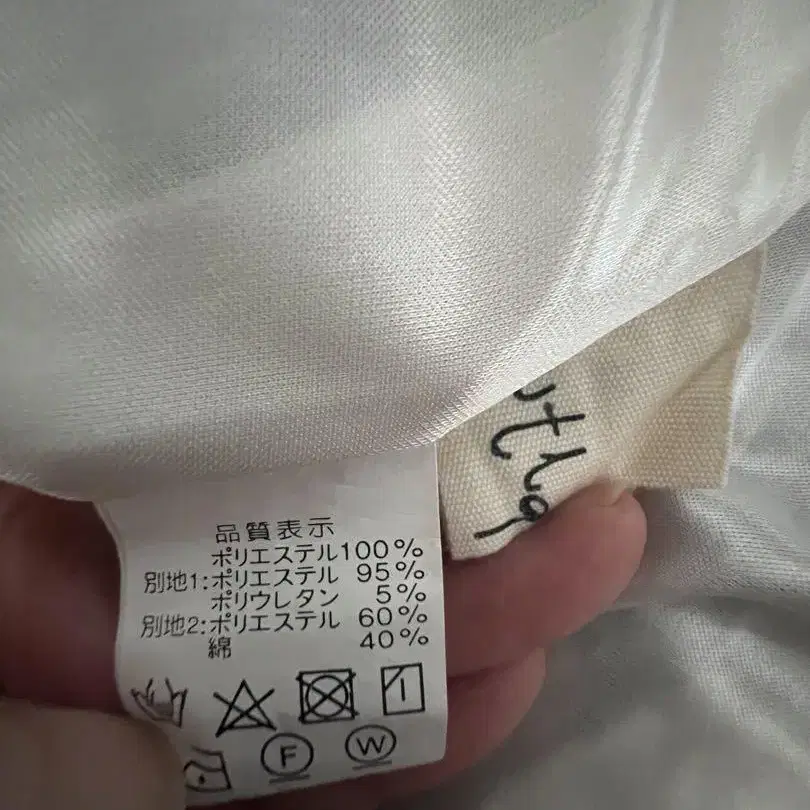 品質表示
ポリエステル100%
別地1:ポリエステル 95%
ポリウレタン 5%
別地2:ポリエステル 60%
綿 40%
F W